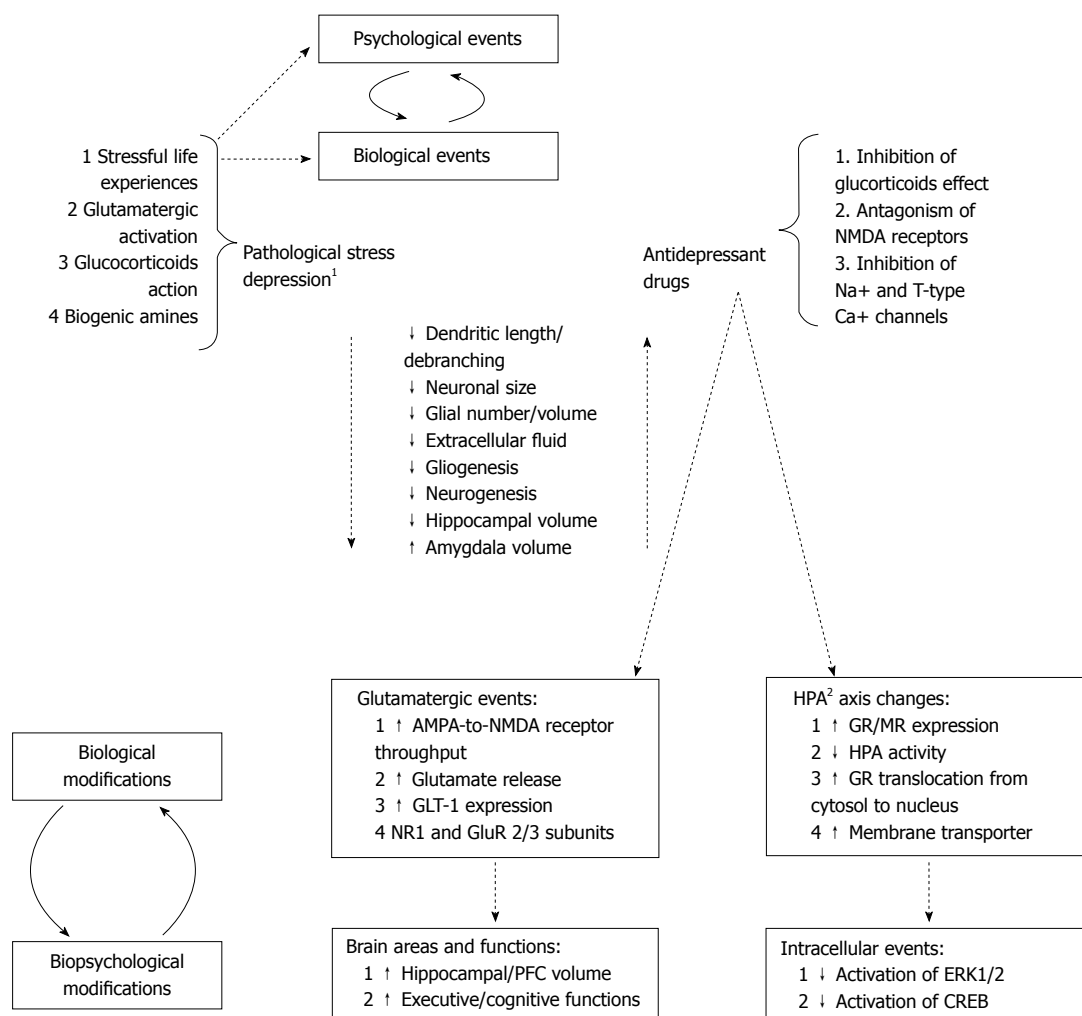 Psychological events
Biological events
1 Stressful life
experiences
2 Glutamatergic
activation
3 Glucocorticoids
action
4 Biogenic amines
Pathological stress
depression¹
Antidepressant
drugs
1. Inhibition of
glucorticoids effect
2. Antagonism of
NMDA receptors
3. Inhibition of
Na+ and T-type
Ca+ channels
↓ Dendritic length/
debranching
↓ Neuronal size
↓ Glial number/volume
↓ Extracellular fluid
↓ Gliogenesis
↓ Neurogenesis
↓ Hippocampal volume
↑ Amygdala volume
Glutamatergic events:
1 ↑ AMPA-to-NMDA receptor
throughput
2 ↑ Glutamate release
3 ↑ GLT-1 expression
4 NR1 and GluR 2/3 subunits
HPA² axis changes:
1 ↑ GR/MR expression
2 ↓ HPA activity
3 ↑ GR translocation from
cytosol to nucleus
4 ↑ Membrane transporter
Biological
modifications
Biopsychological
modifications
Brain areas and functions:
1 ↑ Hippocampal/PFC volume
2 ↑ Executive/cognitive functions
Intracellular events:
1 ↓ Activation of ERK1/2
2 ↓ Activation of CREB